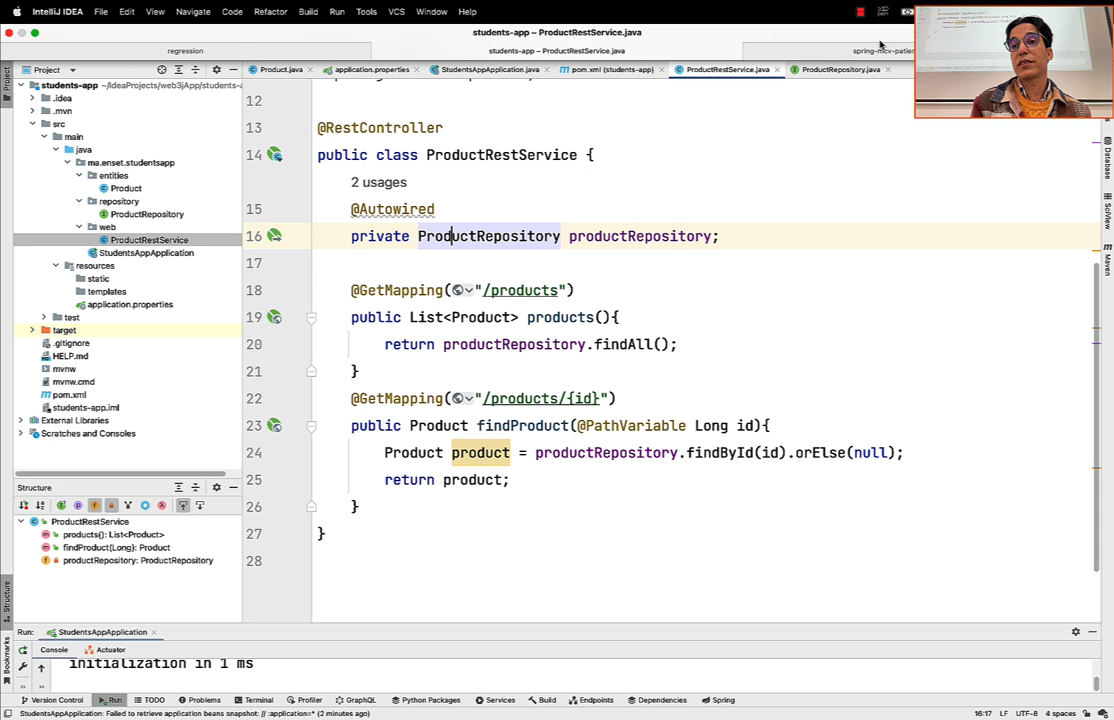 IntelliJ IDEA File Edit View Navigate Code Refactor Build Run Tools VCS Window Help
students-app – ProductRestService.java
regression
students-app – ProductRestService.java
Project
students-app ~/IdeaProjects/web3jApp/students-a
.idea
.mvn
src
main
java
ma.enset.studentsapp
entities
Product
repository
ProductRepository
web
ProductRestService
StudentsAppApplication
resources
static
templates
application.properties
test
target
.gitignore
HELP.md
mvnw
mvnw.cmd
pom.xml
students-app.iml
External Libraries
Scratches and Consoles
Structure
ProductRestService
products(): List<Product>
findProduct(Long): Product
productRepository: ProductRepository
Product.java application.properties StudentsAppApplication.java pom.xml (students-app) ProductRestService.java ProductRepository.java
12
13 @RestController
14 public class ProductRestService {
2 usages
15 @Autowired
16 private ProductRepository productRepository;
17
18 @GetMapping("/products")
19 public List<Product> products(){
20 return productRepository.findAll();
21 }
22 @GetMapping("/products/{id}")
23 public Product findProduct(@PathVariable Long id){
24 Product product = productRepository.findById(id).orElse(null);
25 return product;
26 }
27 }
28
Project
Structure
Bookmarks
Database
SciView
Maven
Run: StudentsAppApplication
Console Actuator
initialization in 1 ms
Version Control Run TODO Problems Terminal Profiler GraphQL Python Packages Services Build Endpoints Dependencies Spring
StudentsAppApplication: Failed to retrieve application beans snapshot: // :application=* (2 minutes ago) 16:17 LF UTF-8 4 spaces